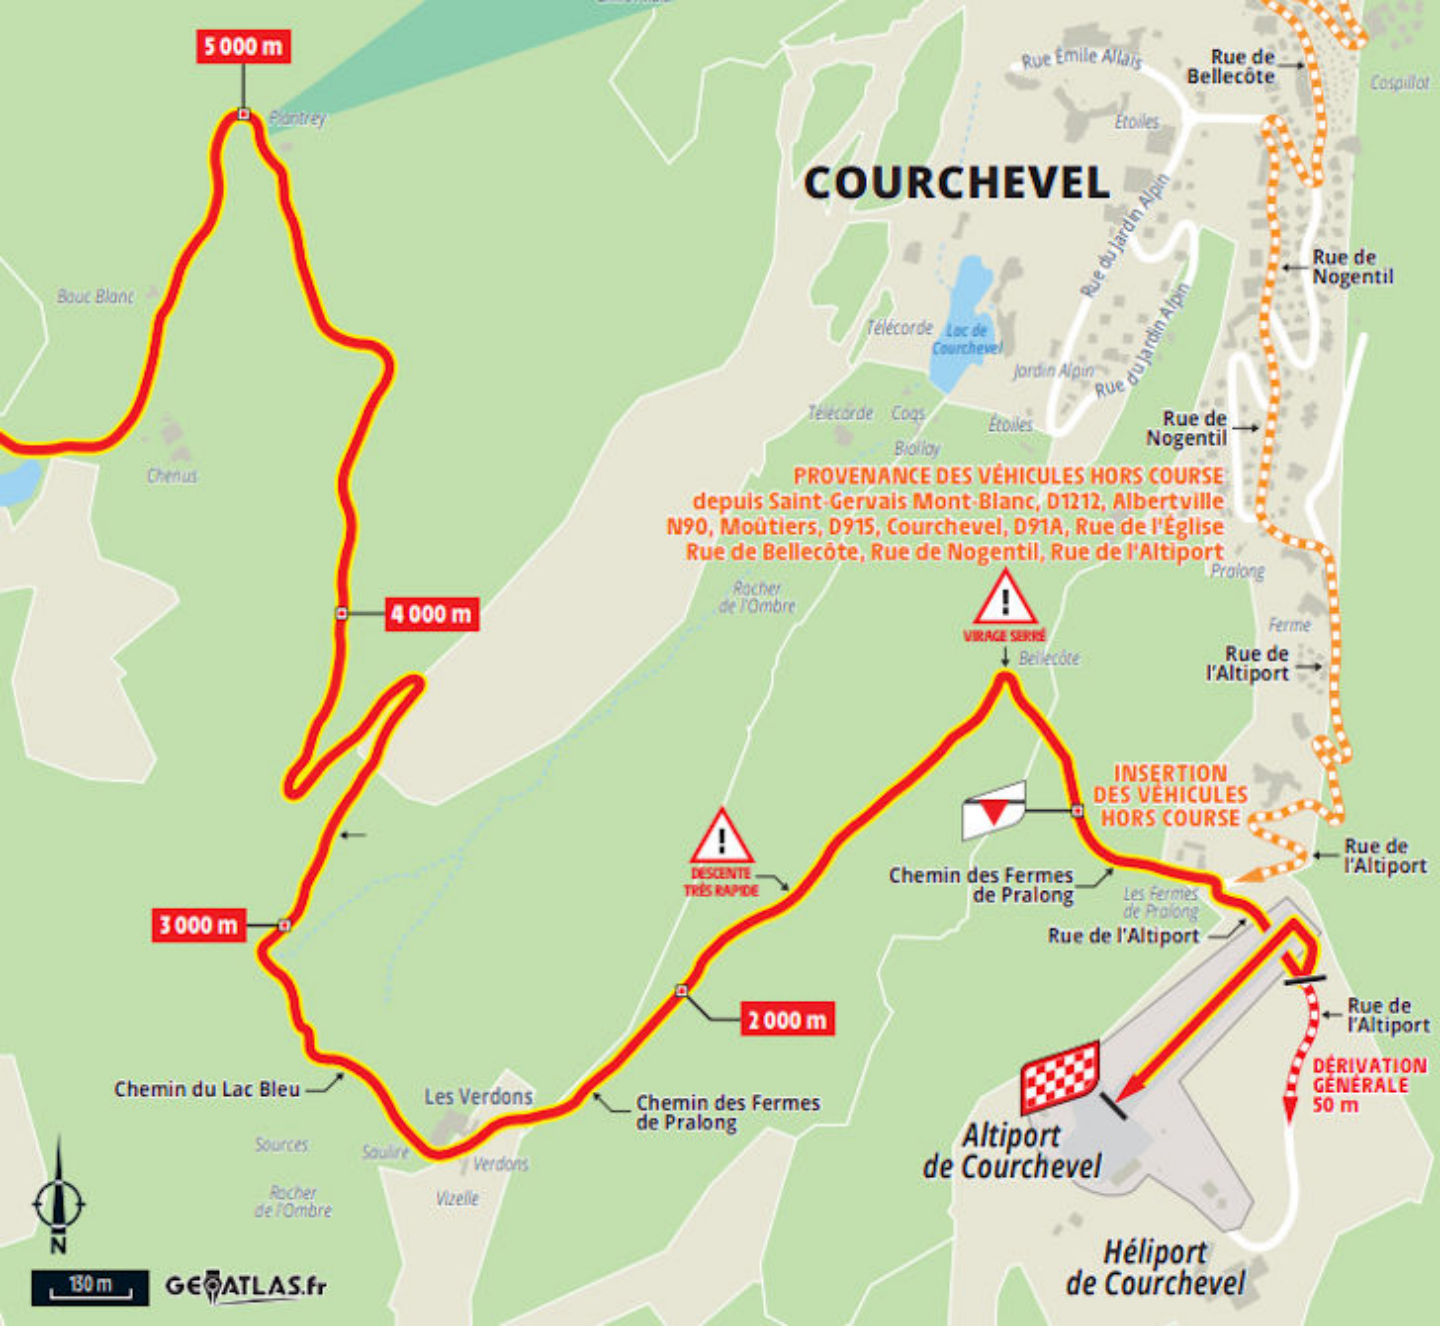 5 000 m
Plantrey
Rue Émile Allais
Rue de
Bellecôte
Cospillot
Étoiles
COURCHEVEL
Rue du Jardin Alpin
Rue de
Nogentil
Bouc Blanc
Rue du Jardin Alpin
Télécorde
Lac de
Courchevel
Jardin Alpin
Télécorde
Coqs
Étoiles
Biollay
Rue de
Nogentil
Chenus
PROVENANCE DES VÉHICULES HORS COURSE
depuis Saint-Gervais Mont-Blanc, D1212, Albertville
N90, Moûtiers, D915, Courchevel, D91A, Rue de l'Église
Rue de Bellecôte, Rue de Nogentil, Rue de l'Altiport
Pralong
Rocher
de l'Ombre
4 000 m
!
VIRAGE SERRÉ
Bellecôte
Ferme
Rue de
l'Altiport
INSERTION
DES VÉHICULES
HORS COURSE
!
DESCENTE
TRÈS RAPIDE
Rue de
l'Altiport
Chemin des Fermes
de Pralong
Les Fermes
de Pralong
3 000 m
Rue de l'Altiport
2 000 m
Rue de
l'Altiport
DÉRIVATION
GÉNÉRALE
50 m
Chemin du Lac Bleu
Les Verdons
Chemin des Fermes
de Pralong
Altiport
de Courchevel
Sources
Saulire
Verdons
Rocher
de l'Ombre
Vizelle
N
Héliport
de Courchevel
130 m
GEOATLAS.fr